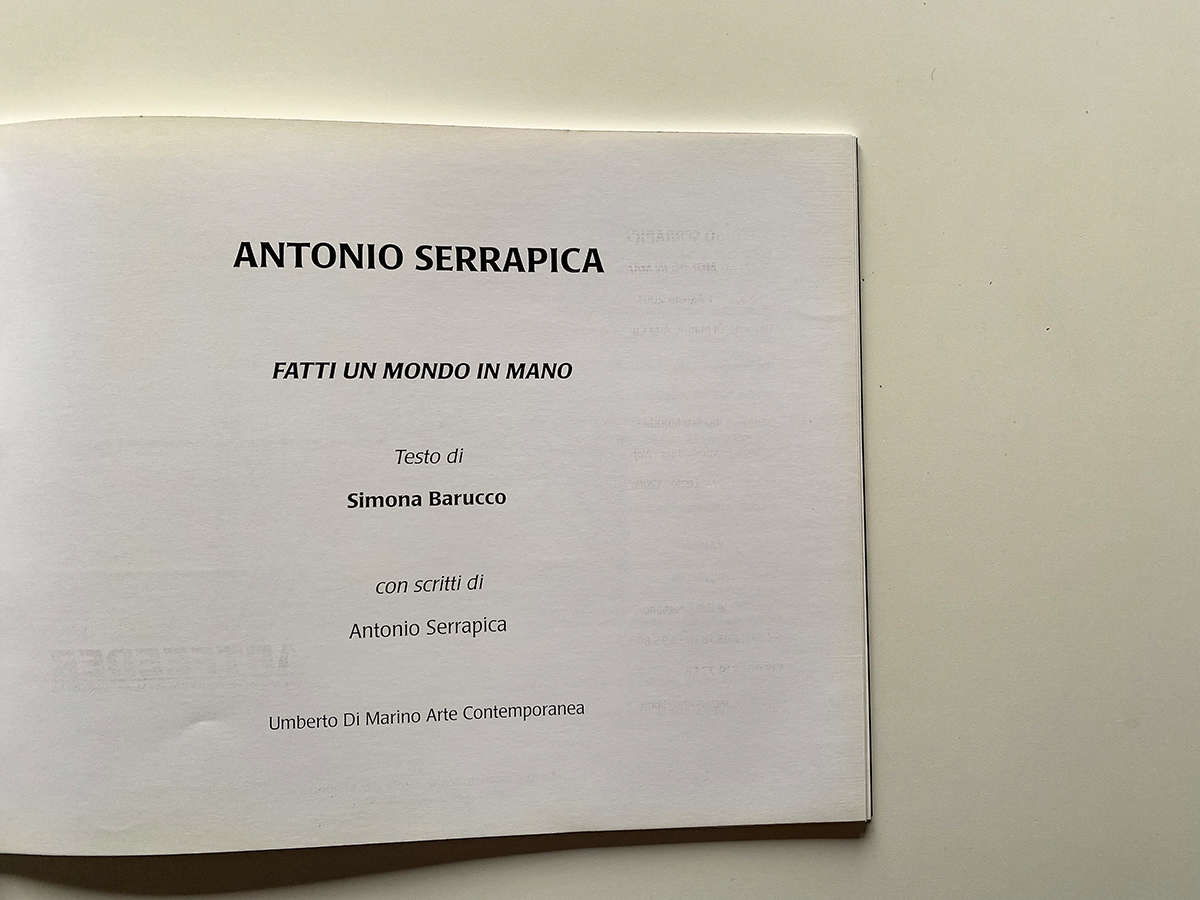 ANTONIO SERRAPICA
FATTI UN MONDO IN MANO
Testo di
Simona Barucco
con scritti di
Antonio Serrapica
Umberto Di Marino Arte Contemporanea